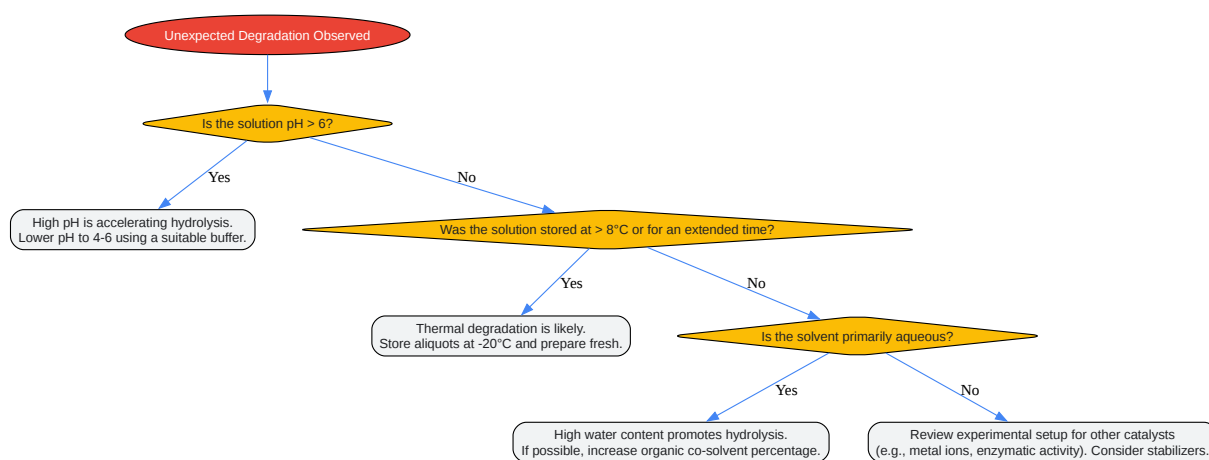 Unexpected Degradation Observed
Is the solution pH > 6?
Yes
No
High pH is accelerating hydrolysis.
Lower pH to 4-6 using a suitable buffer.
Was the solution stored at > 8°C or for an extended time?
Yes
No
Thermal degradation is likely.
Store aliquots at -20°C and prepare fresh.
Is the solvent primarily aqueous?
Yes
No
High water content promotes hydrolysis.
If possible, increase organic co-solvent percentage.
Review experimental setup for other catalysts
(e.g., metal ions, enzymatic activity). Consider stabilizers.